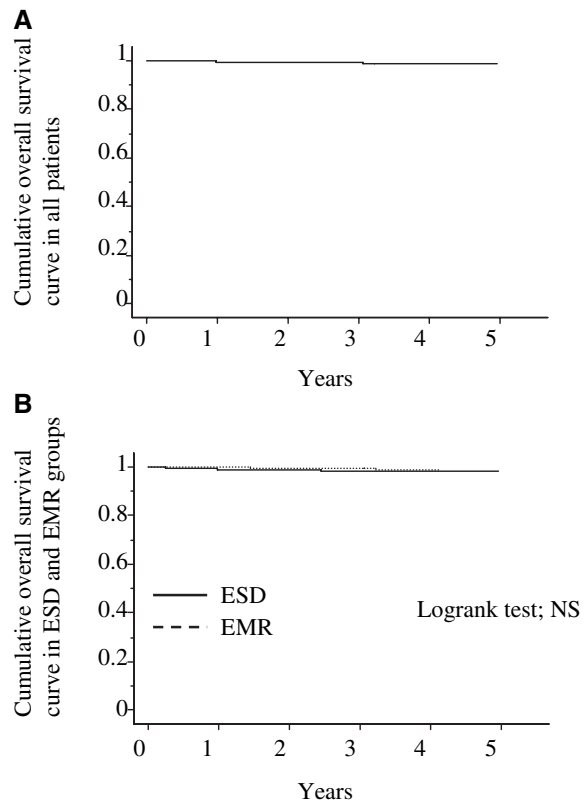 A
Cumulative overall survival
curve in all patients
1
0.8
0.6
0.4
0.2
0
0 1 2 3 4 5
Years
B
Cumulative overall survival
curve in ESD and EMR groups
1
0.8
0.6
0.4
0.2
0
ESD
EMR
Logrank test; NS
0 1 2 3 4 5
Years